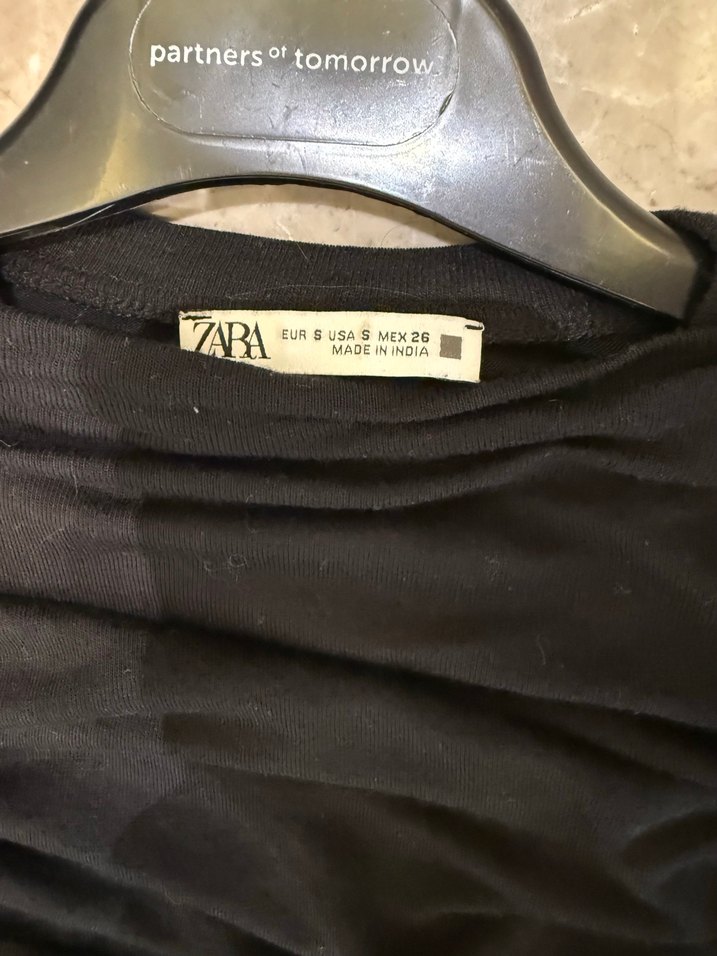 partners of tomorrow
ZARA
EUR S USA S MEX 26
MADE IN INDIA